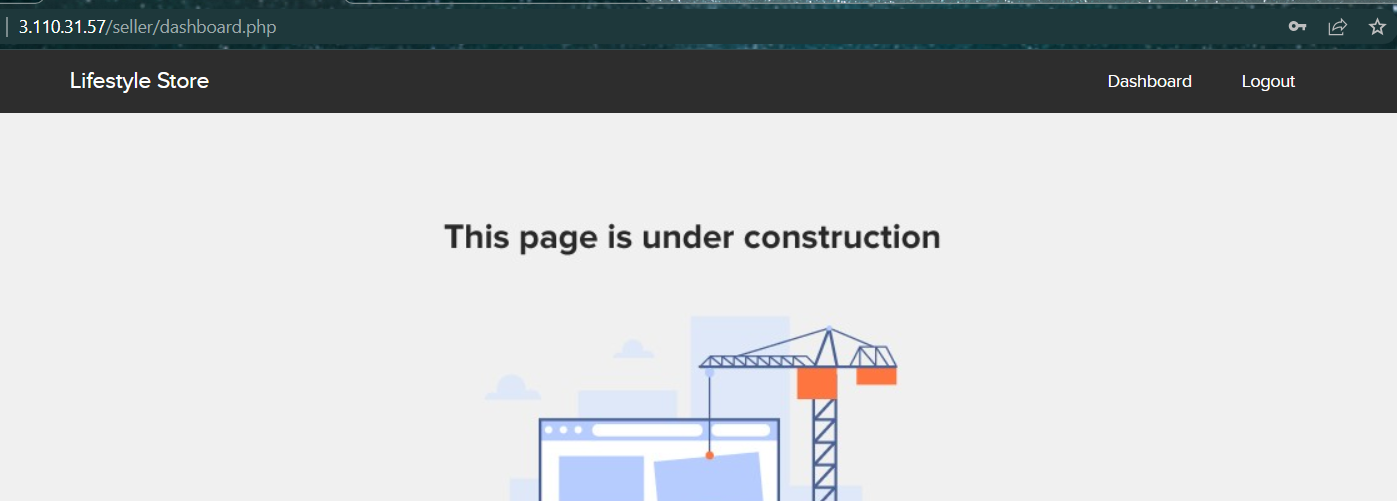 3.110.31.57/seller/dashboard.php
Lifestyle Store
Dashboard
Logout
This page is under construction